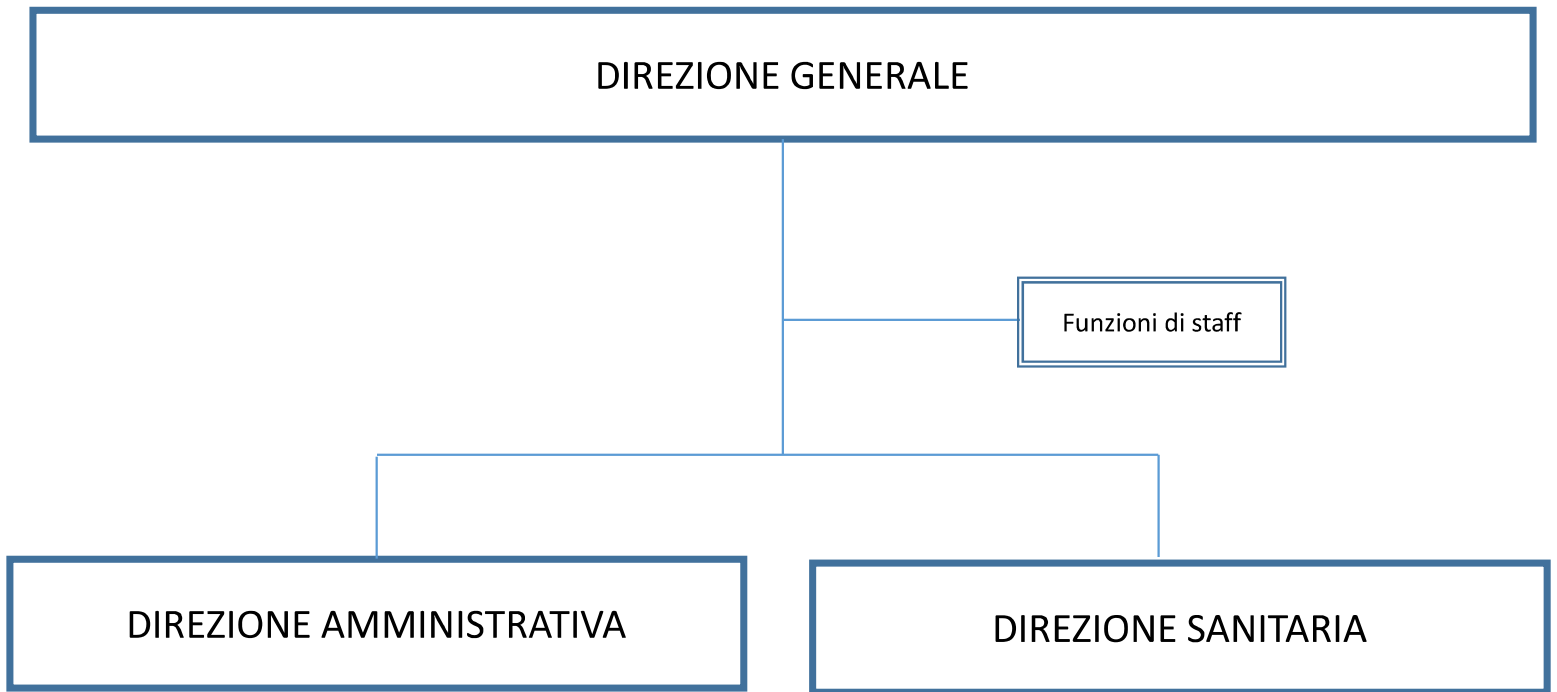 DIREZIONE GENERALE
Funzioni di staff
DIREZIONE AMMINISTRATIVA
DIREZIONE SANITARIA